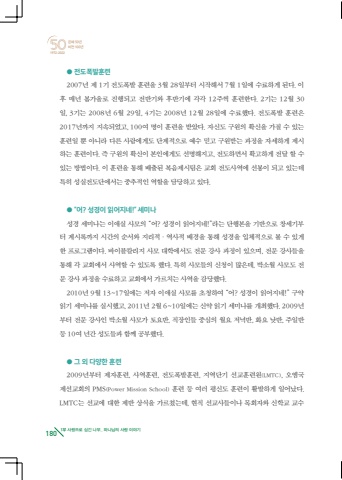 50
● 전도폭발훈련
2007년 제 1기 전도폭발 훈련을 3월 28일부터 시작해서 7월 1일에 수료하게 된다. 이
후 매년 봄가을로 진행되고 전반기와 후반기에 각각 12주씩 훈련한다. 2기는 12월 30
일, 3기는 2008년 6월 29일, 4기는 2008년 12월 28일에 수료했다. 전도폭발 훈련은
2017년까지 지속되었고, 100여 명이 훈련을 받았다. 자신도 구원의 확신을 가질 수 있는
훈련일 뿐 아니라 다른 사람에게도 단계적으로 예수 믿고 구원받는 과정을 자세하게 제시
하는 훈련이다. 즉 구원의 확신이 본인에게도 선명해지고, 전도하면서 확고하게 전달 할 수
있는 방법이다. 이 훈련을 통해 배출된 복음제시팀은 교회 전도사역에 선봉이 되고 있는데
특히 성실전도단에서는 중추적인 역할을 담당하고 있다.
● “어? 성경이 읽어지네!” 세미나
성경 세미나는 이애실 사모의 “어? 성경이 읽어지네!”라는 단행본을 기반으로 창세기부
터 계시록까지 시간의 순서와 지리적·역사적 배경을 통해 성경을 입체적으로 볼 수 있게
한 프로그램이다. 바이블칼리지 사모 대학에서도 전문 강사 과정이 있으며, 전문 강사들을
통해 각 교회에서 사역할 수 있도록 했다. 특히 사모들의 신청이 많은데, 박소월 사모도 전
문 강사 과정을 수료하고 교회에서 가르치는 사역을 감당했다.
2010년 9월 13~17일에는 저자 이애실 사모를 초청하여 “어? 성경이 읽어지네!” 구약
읽기 세미나를 실시했고, 2011년 2월 6~10일에는 신약 읽기 세미나를 개최했다. 2009년
부터 전문 강사인 박소월 사모가 토요반, 직장인들 중심의 월요 저녁반, 화요 낮반, 주일반
등 10여 년간 성도들과 함께 공부했다.
● 그 외 다양한 훈련
2009년부터 제자훈련, 사역훈련, 전도폭발훈련, 지역단기 선교훈련원(LMTC), 오엠국
제선교회의 PMS(Power Mission School) 훈련 등 여러 평신도 훈련이 활발하게 일어났다.
LMTC는 선교에 대한 제반 상식을 가르쳤는데, 현직 선교사들이나 목회자와 신학교 교수
180
1부 사랑으로 심긴 나무, 하나님의 사랑 이야기